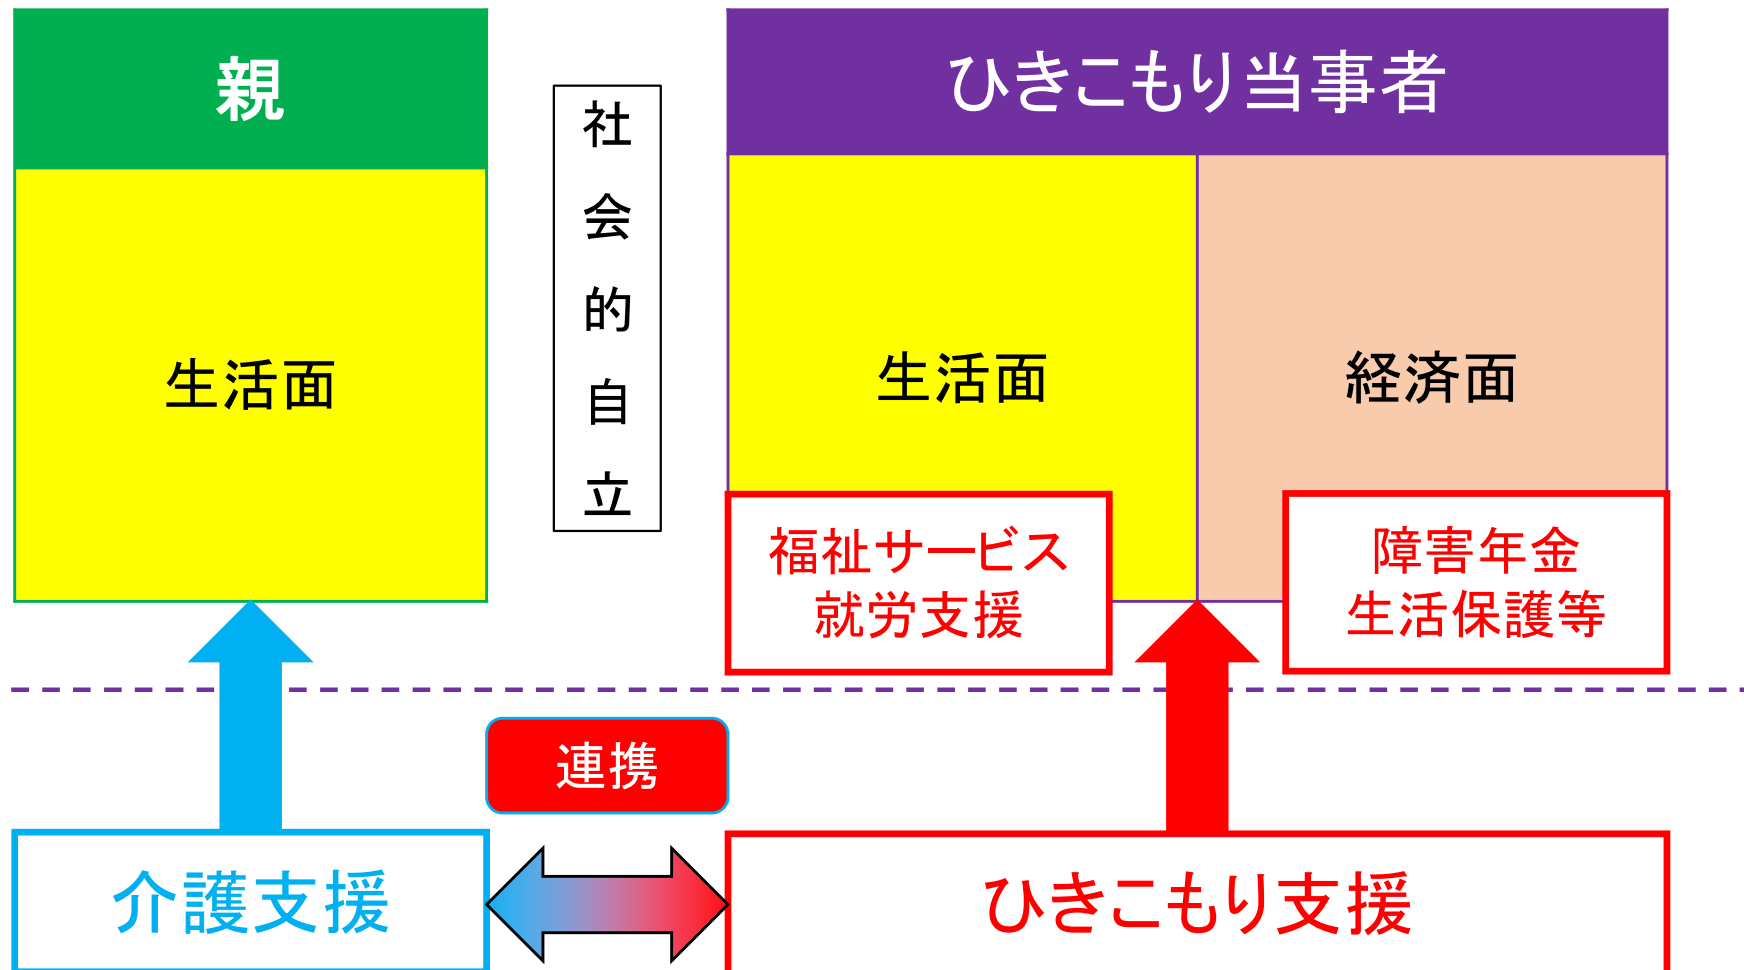 親
生活面
社会的自立
ひきこもり当事者
生活面
経済面
福祉サービス
就労支援
障害年金
生活保護等
連携
介護支援
ひきこもり支援